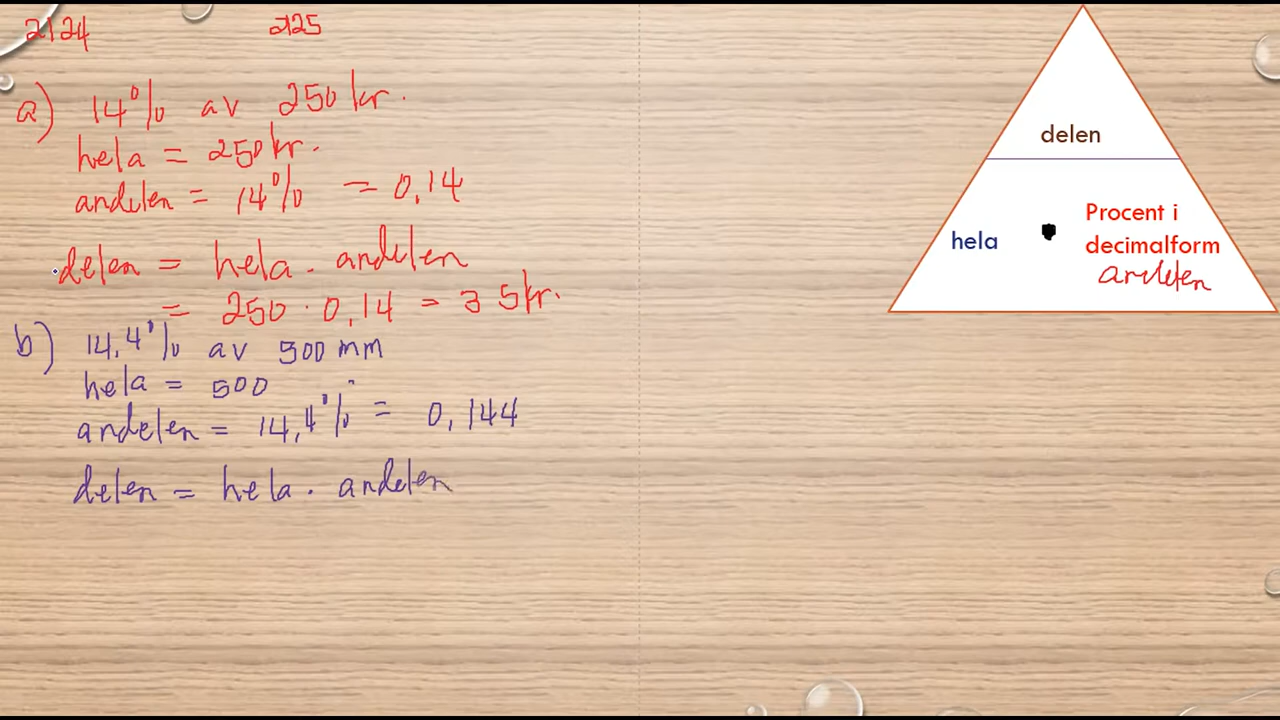 2124
2125
a) 14% av 250 kr.
hela = 250 kr.
andelen = 14% = 0,14
delen = hela · andelen
= 250 · 0,14 = 35 kr.
b) 14,4% av 500 mm
hela = 500
andelen = 14,4% = 0,144
delen = hela · andelen
delen
hela · Procent i
decimalform
andelen